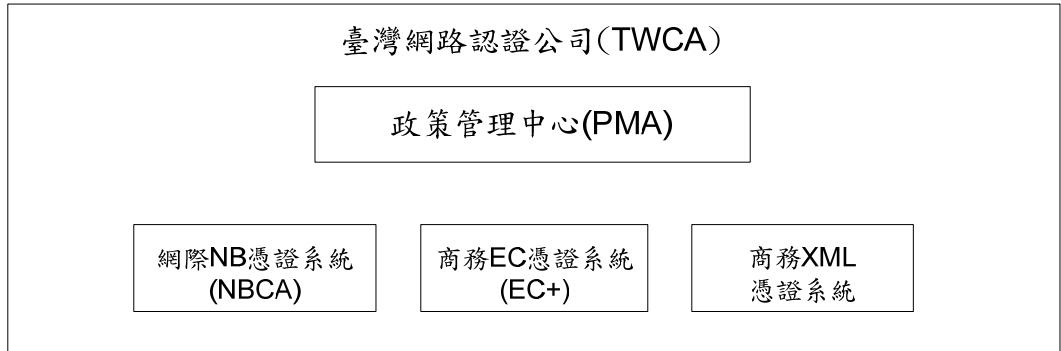 臺灣網路認證公司(TWCA)
政策管理中心(PMA)
網際NB憑證系統
(NBCA)
商務EC憑證系統
(EC+)
商務XML
憑證系統